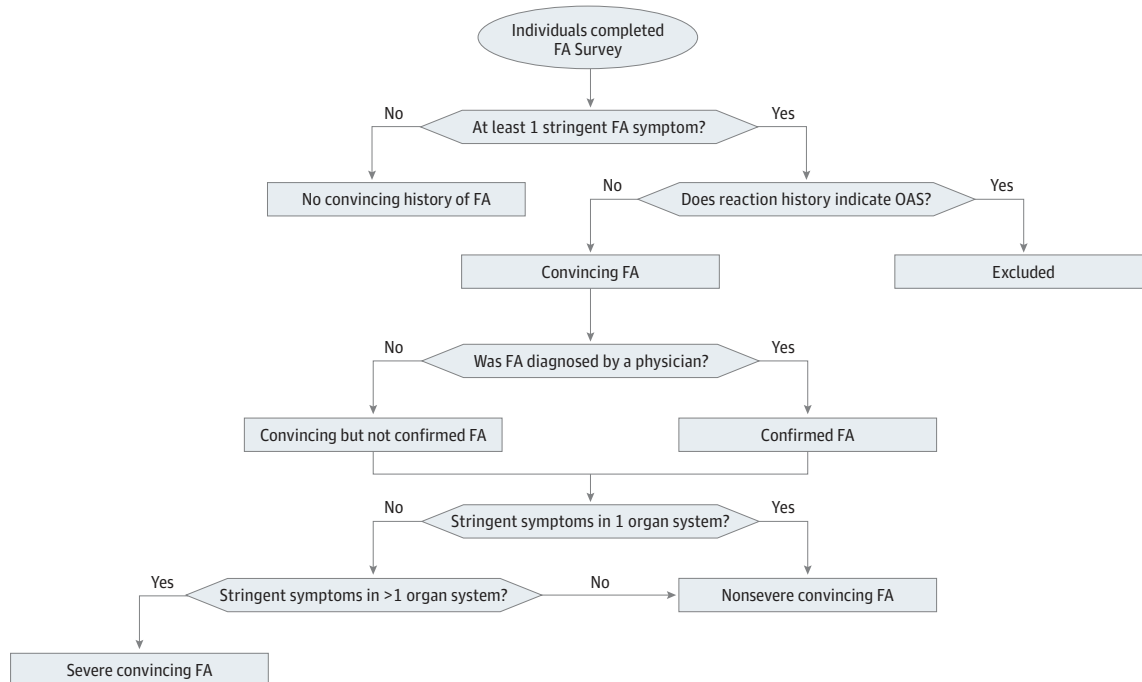 Individuals completed
FA Survey
No
Yes
At least 1 stringent FA symptom?
No convincing history of FA
No
Yes
Does reaction history indicate OAS?
Convincing FA
Excluded
No
Yes
Was FA diagnosed by a physician?
Convincing but not confirmed FA
Confirmed FA
No
Yes
Stringent symptoms in 1 organ system?
Yes
Stringent symptoms in >1 organ system?
No
Nonsevere convincing FA
Severe convincing FA